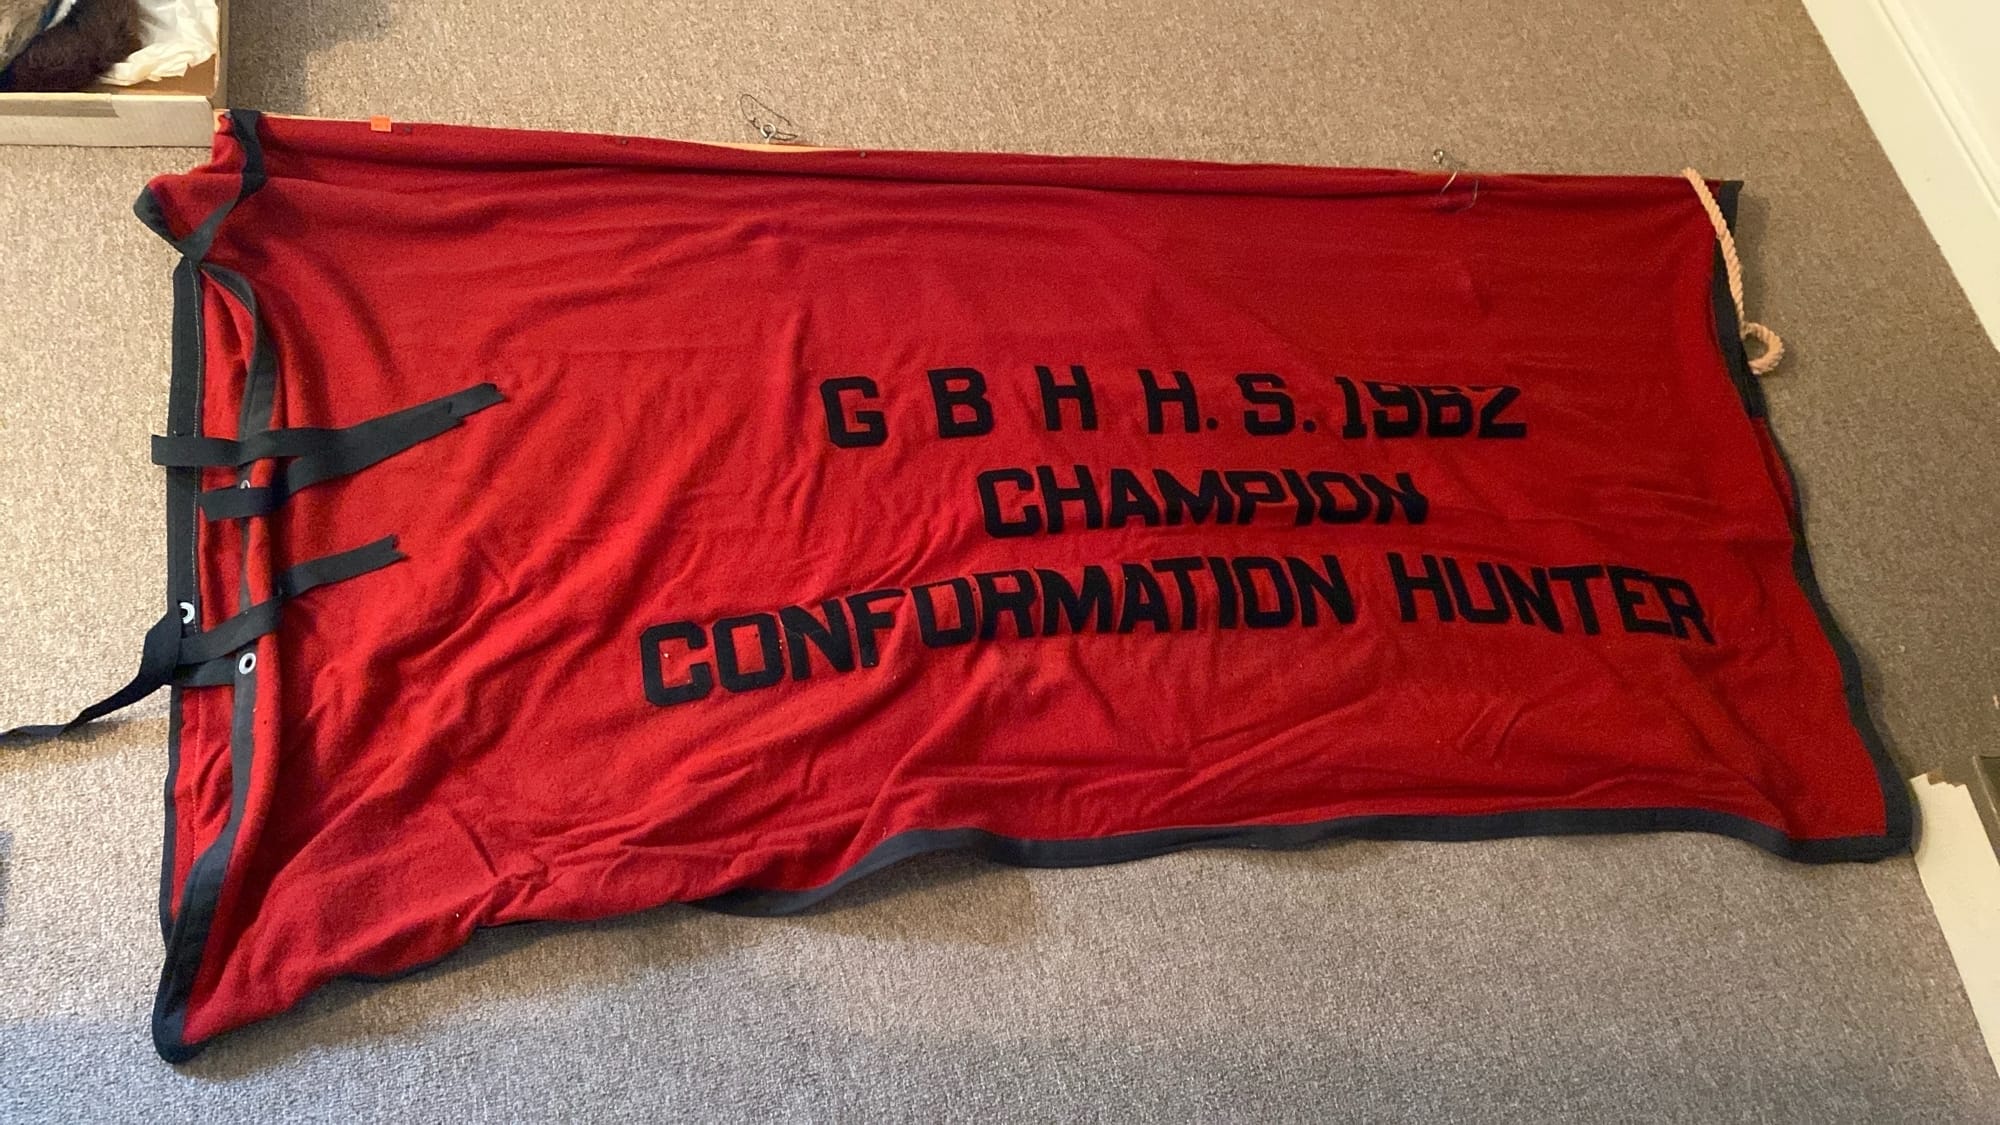 G B H H. S. 1962
CHAMPION
CONFORMATION HUNTER